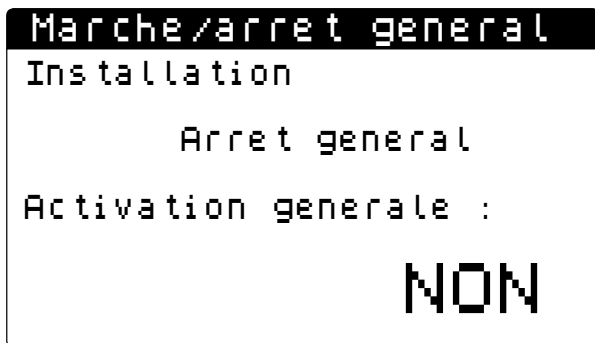 Marche/arret general
Installation
Arret general
Activation generale :
NON